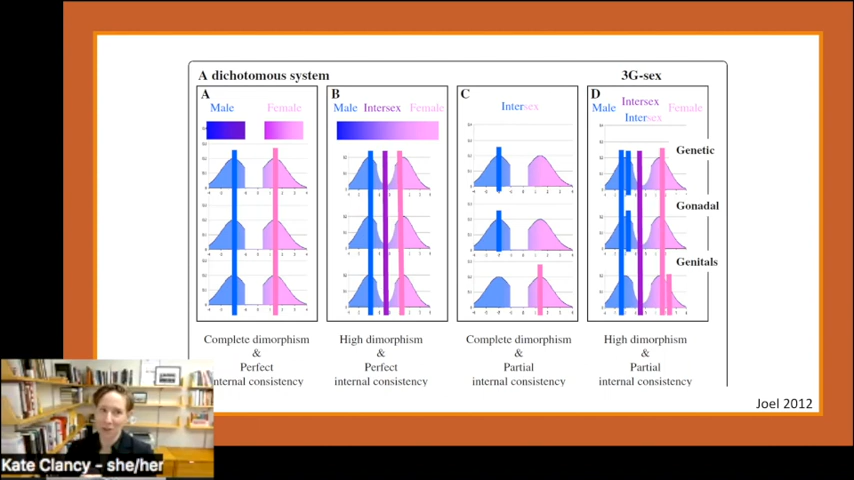 A dichotomous system
3G-sex
A
Male
Female
B
Male Intersex Female
C
Intersex
D
Male
Intersex
Intersex
Female
Genetic
Gonadal
Genitals
Complete dimorphism
&
Perfect
internal consistency
High dimorphism
&
Perfect
internal consistency
Complete dimorphism
&
Partial
internal consistency
High dimorphism
&
Partial
internal consistency
Joel 2012
Kate Clancy - she/her